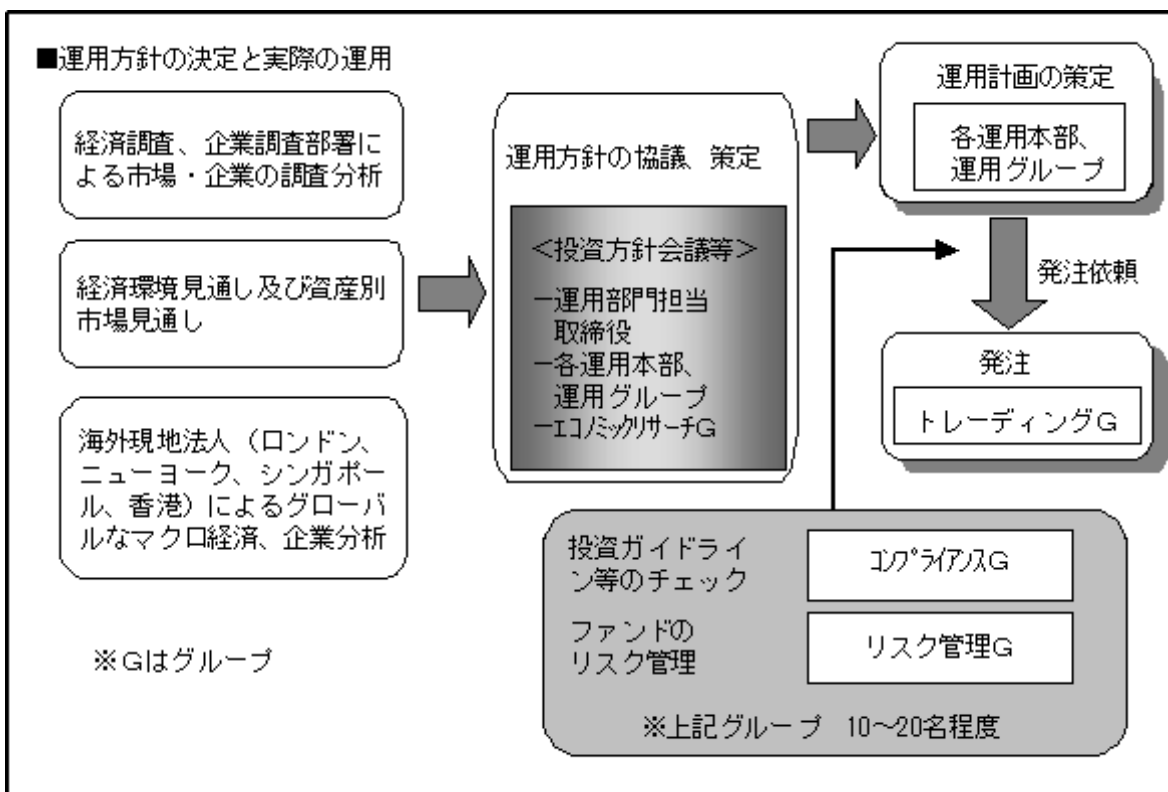 ■運用方針の決定と実際の運用
経済調査、企業調査部署に
よる市場・企業の調査分析
経済環境見通し及び資産別
市場見通し
海外現地法人（ロンドン、
ニューヨーク、シンガポー
ル、香港）によるグローバ
ルなマクロ経済、企業分析
※Gはグループ
運用方針の協議、策定
＜投資方針会議等＞
－運用部門担当
取締役
－各運用本部、
運用グループ
－ｴｺﾉﾐｯｸﾘｻｰﾁG
運用計画の策定
各運用本部、
運用グループ
発注依頼
発注
トレーディングG
投資ガイドライ
ン等のチェック
ｺﾝﾌﾟﾗｲｱﾝｽG
ファンドの
リスク管理
リスク管理G
※上記グループ　10～20名程度